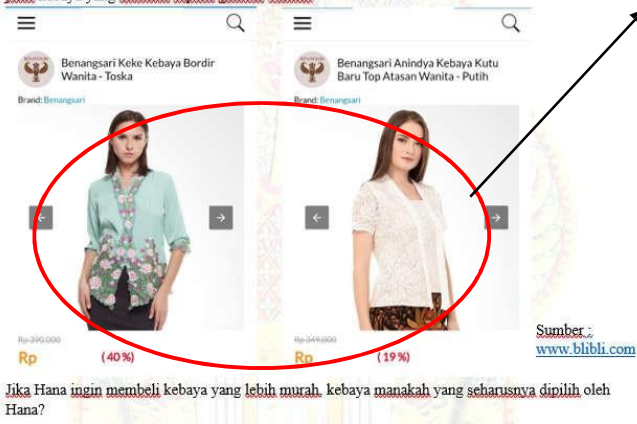 Benangsari Keke Kebaya Bordir
Wanita - Toska
Brand: Benangsari
Rp 390.000
Rp (40 %)
Benangsari Anindya Kebaya Kutu
Baru Top Atasan Wanita - Putih
Brand: Benangsari
Rp 349.000
Rp (19 %)
Sumber :
www.blibli.com
Jika Hana ingin membeli kebaya yang lebih murah, kebaya manakah yang seharusnya dipilih oleh
Hana?